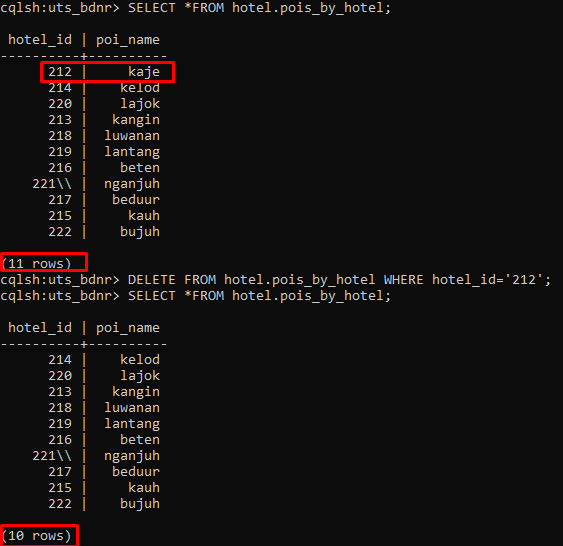 cqlsh:uts_bdnr> SELECT *FROM hotel.pois_by_hotel;
 hotel_id | poi_name
----------+----------
      212 |     kaje
      214 |    kelod
      220 |    lajok
      213 |   kangin
      218 |  luwanan
      219 |  lantang
      216 |    beten
    221\\ |  nganjuh
      217 |   beduur
      215 |     kauh
      222 |    bujuh
(11 rows)
cqlsh:uts_bdnr> DELETE FROM hotel.pois_by_hotel WHERE hotel_id='212';
cqlsh:uts_bdnr> SELECT *FROM hotel.pois_by_hotel;
 hotel_id | poi_name
----------+----------
      214 |    kelod
      220 |    lajok
      213 |   kangin
      218 |  luwanan
      219 |  lantang
      216 |    beten
    221\\ |  nganjuh
      217 |   beduur
      215 |     kauh
      222 |    bujuh
(10 rows)